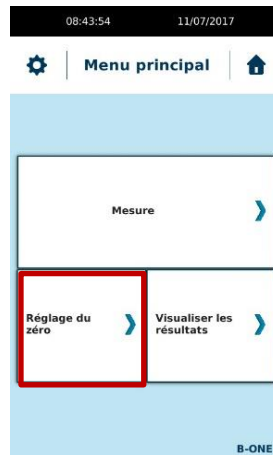 08:43:54 11/07/2017
Menu principal
Mesure
Réglage du
zéro
Visualiser les
résultats
B-ONE